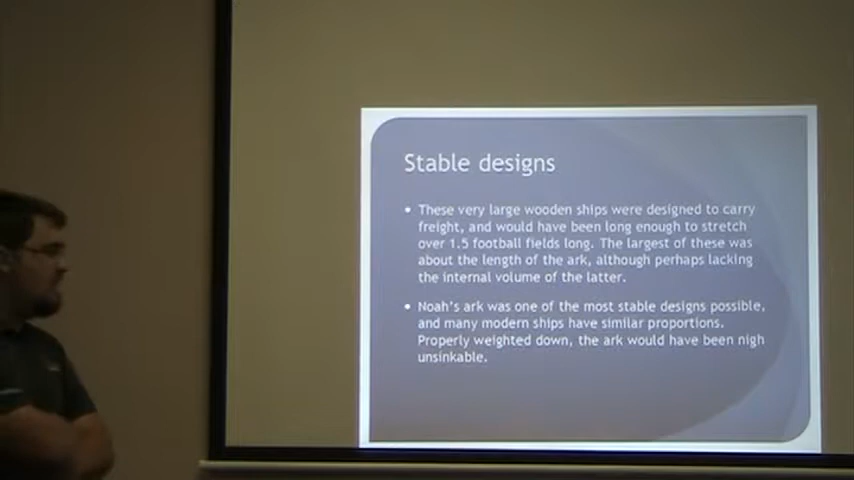 Stable designs
• These very large wooden ships were designed to carry
freight, and would have been long enough to stretch
over 1.5 football fields long. The largest of these was
about the length of the ark, although perhaps lacking
the internal volume of the latter.
• Noah's ark was one of the most stable designs possible,
and many modern ships have similar proportions.
Properly weighted down, the ark would have been nigh
unsinkable.